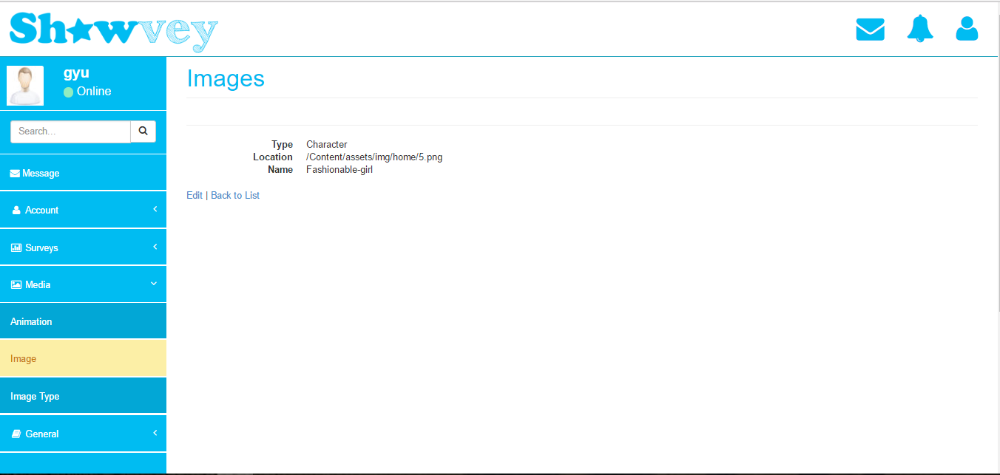 Sh★wvey
gyu
Online
Search...
Message
Account
Surveys
Media
Animation
Image
Image Type
General
Images
Type Character
Location /Content/assets/img/home/5.png
Name Fashionable-girl
Edit | Back to List